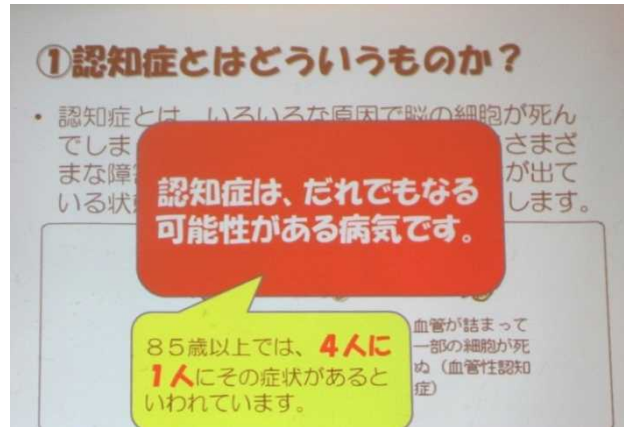 ①認知症とはどういうものか？
・認知症とは、いろいろな原因で脳の細胞が死ん
でしま さまざ
まな障 が出て
いる状 します。
認知症は、だれでもなる
可能性がある病気です。
85歳以上では、4人に
1人にその症状があると
いわれています。
血管が詰まって
一部の細胞が死
ぬ（血管性認知
症）